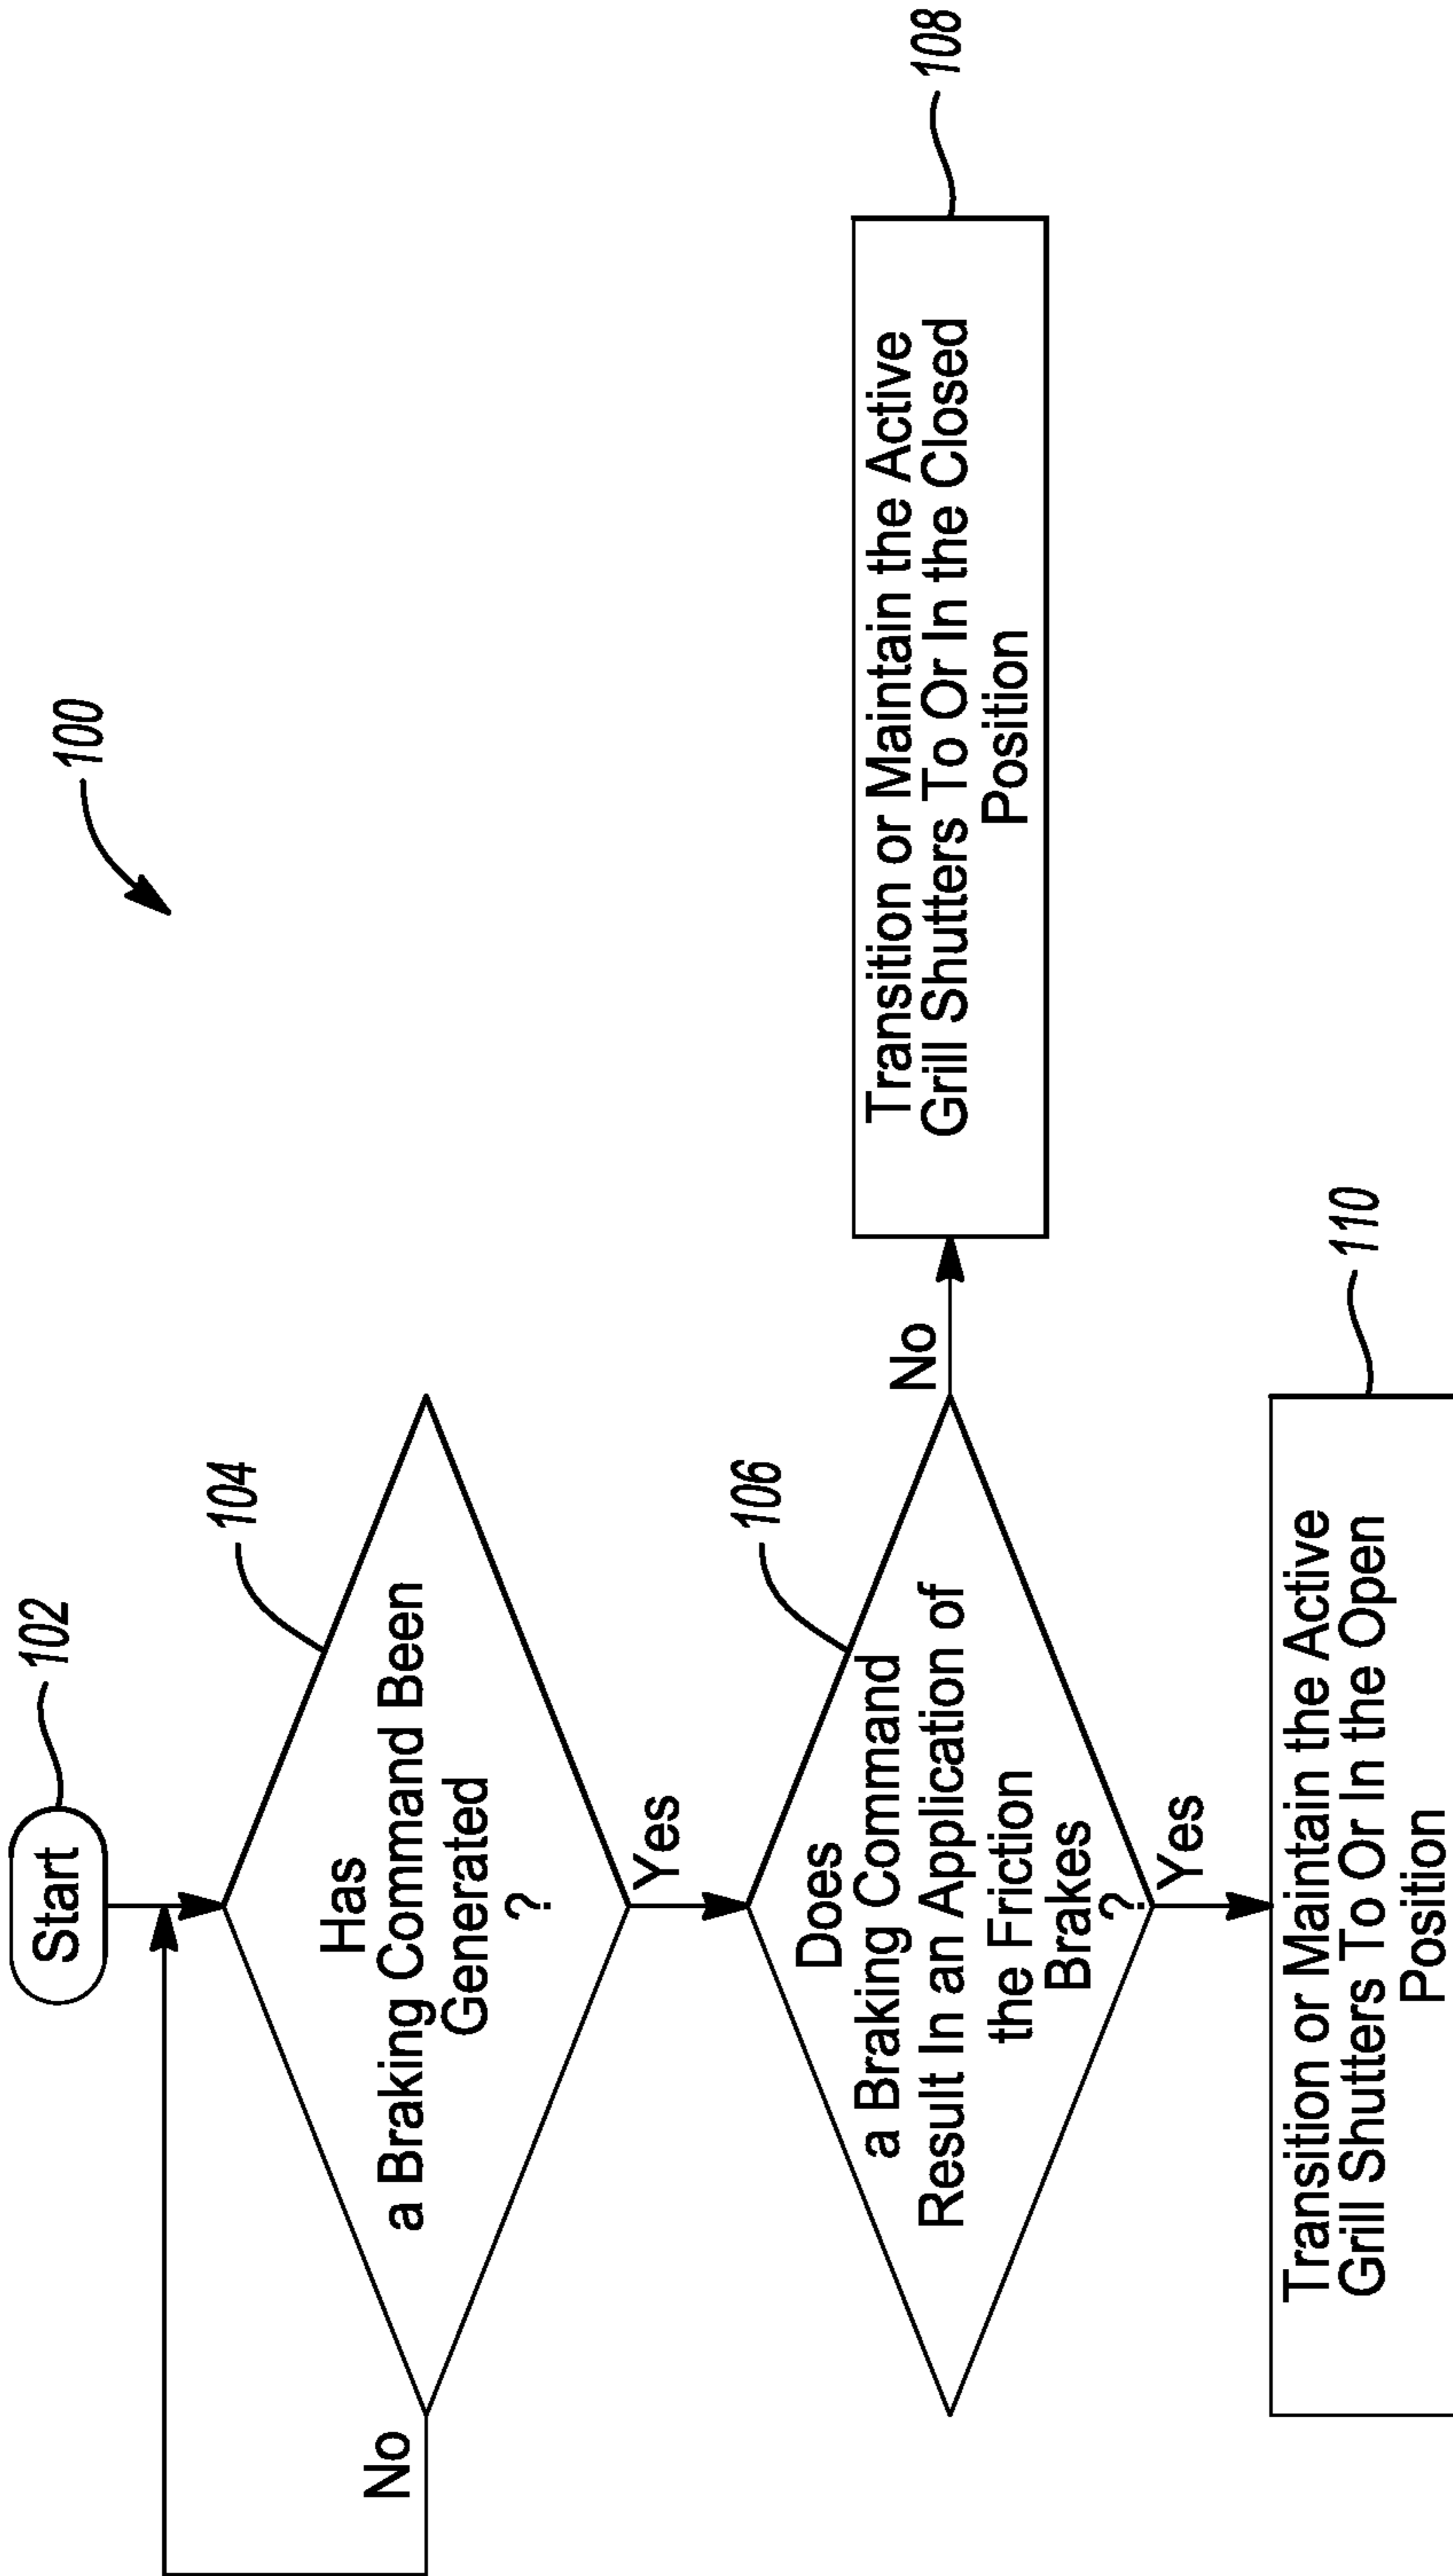 100
Start
102
Has
a Braking Command Been
Generated
?
104
No
Yes
Does
a Braking Command
Result In an Application of
the Friction
Brakes
?
106
No
Transition or Maintain the Active
Grill Shutters To Or In the Closed
Position
108
Yes
Transition or Maintain the Active
Grill Shutters To Or In the Open
Position
110